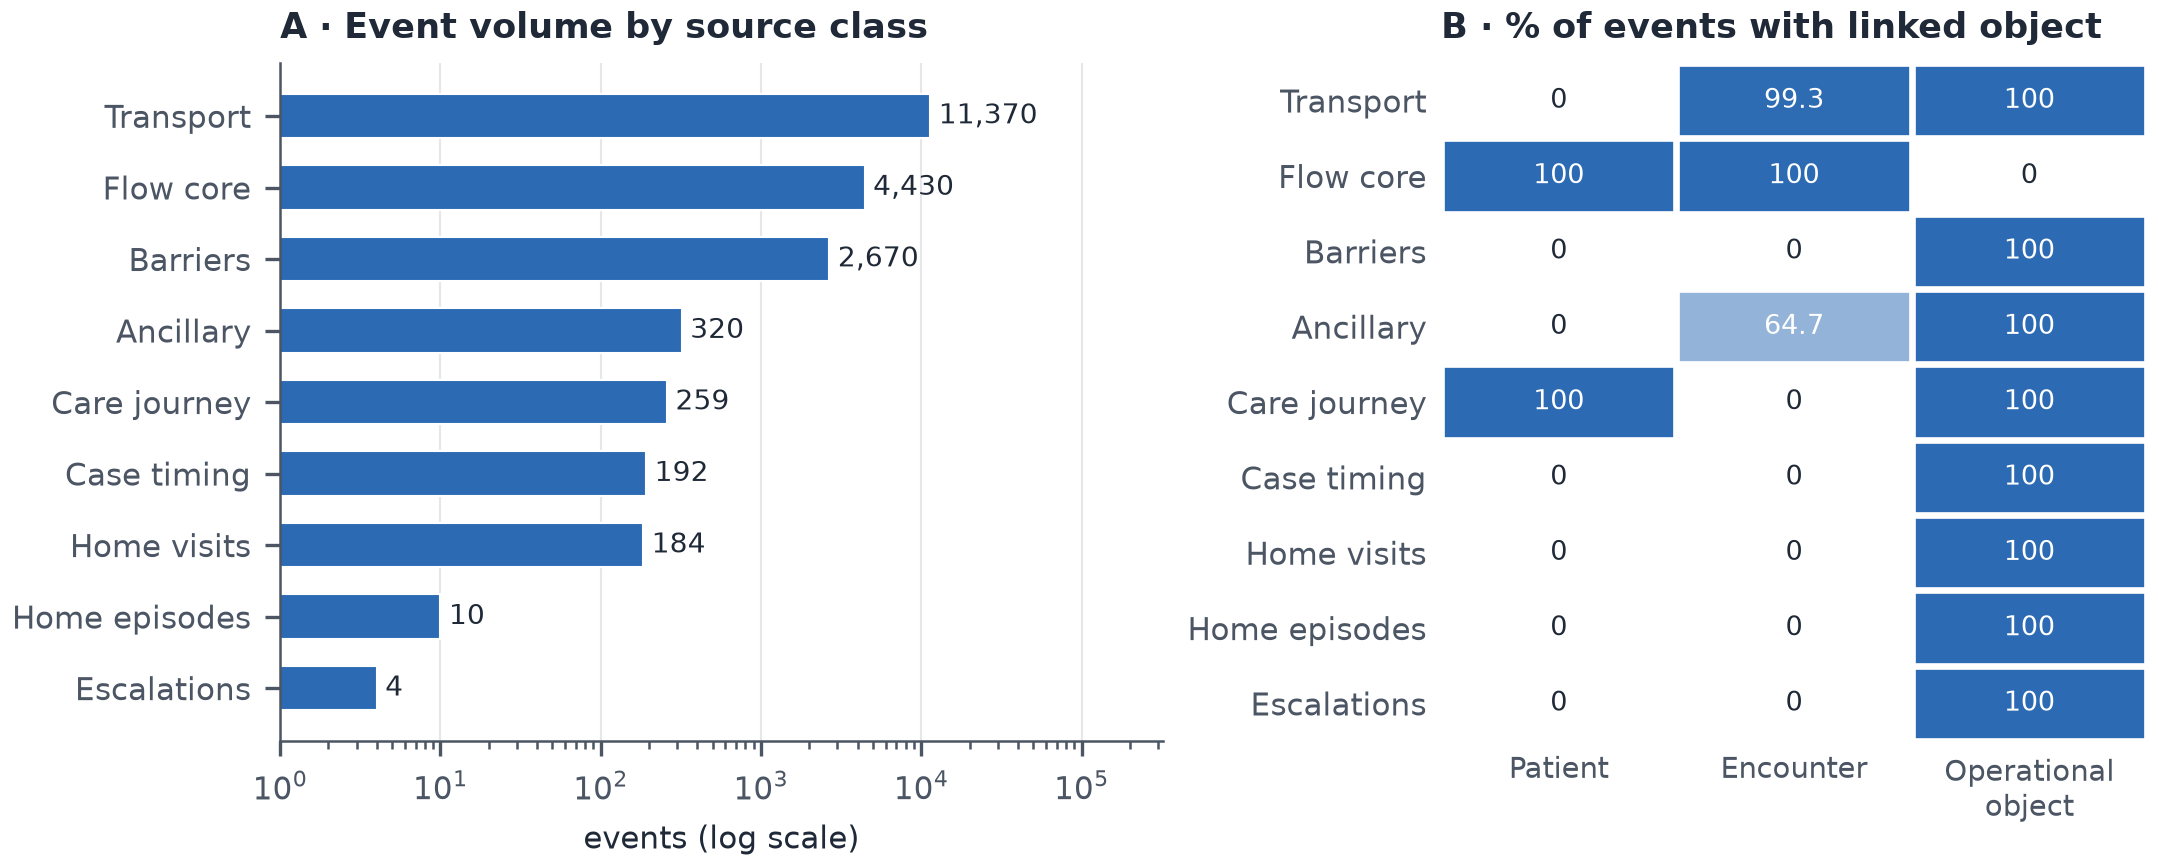 A · Event volume by source class
Transport
11,370
Flow core
4,430
Barriers
2,670
Ancillary
320
Care journey
259
Case timing
192
Home visits
184
Home episodes
10
Escalations
4
10⁰ 10¹ 10² 10³ 10⁴ 10⁵
events (log scale)
B · % of events with linked object
Transport 0 99.3 100
Flow core 100 100 0
Barriers 0 0 100
Ancillary 0 64.7 100
Care journey 100 0 100
Case timing 0 0 100
Home visits 0 0 100
Home episodes 0 0 100
Escalations 0 0 100
Patient Encounter Operational
object